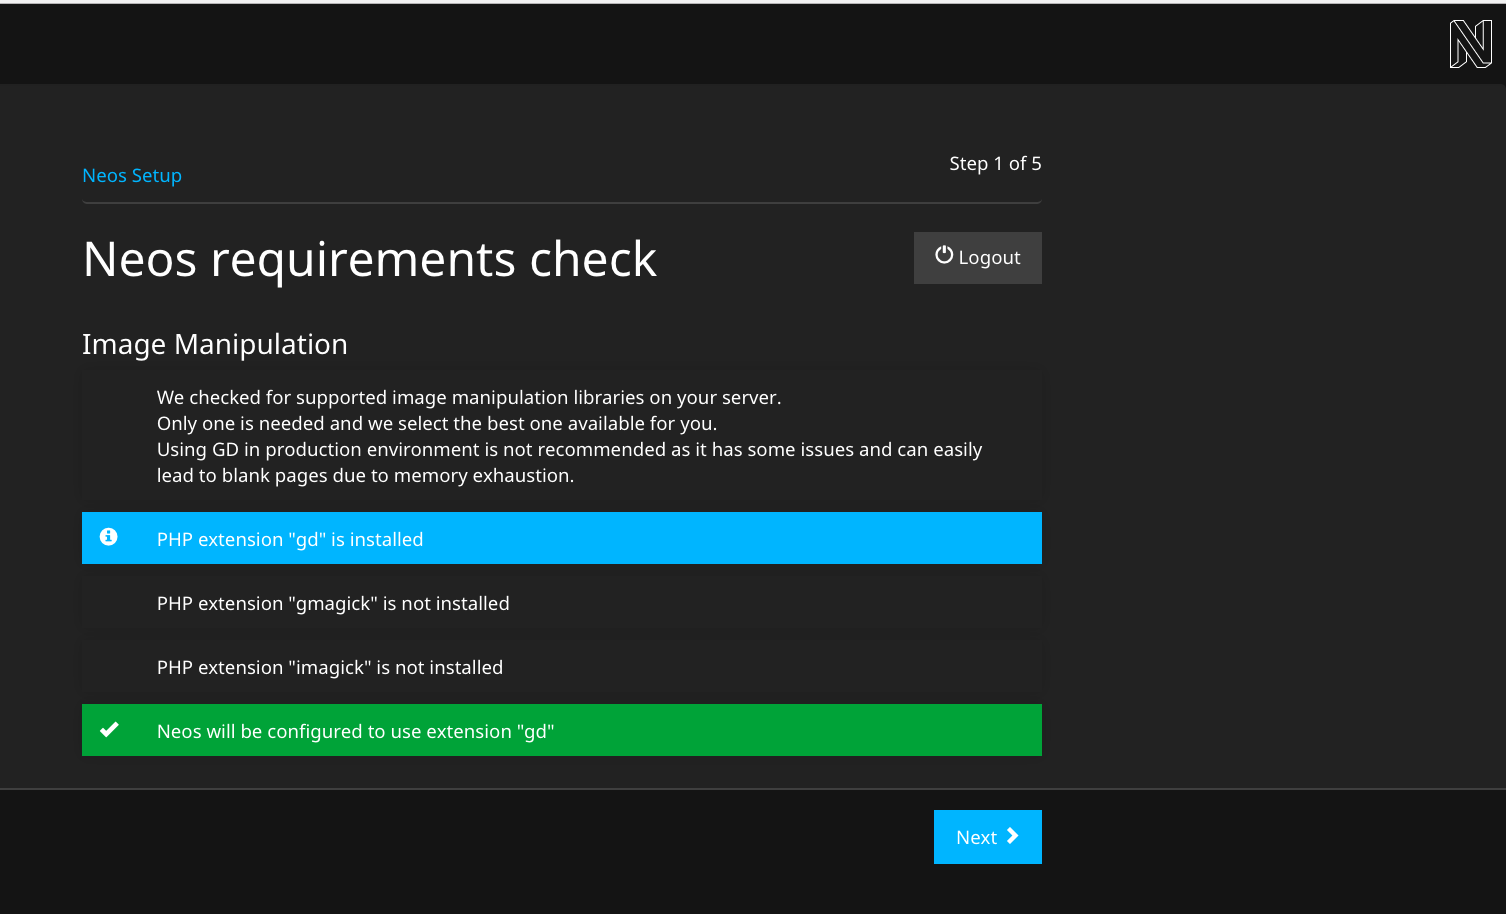 Neos Setup
Step 1 of 5
Neos requirements check
Logout
Image Manipulation
We checked for supported image manipulation libraries on your server.
Only one is needed and we select the best one available for you.
Using GD in production environment is not recommended as it has some issues and can easily
lead to blank pages due to memory exhaustion.
PHP extension "gd" is installed
PHP extension "gmagick" is not installed
PHP extension "imagick" is not installed
Neos will be configured to use extension "gd"
Next